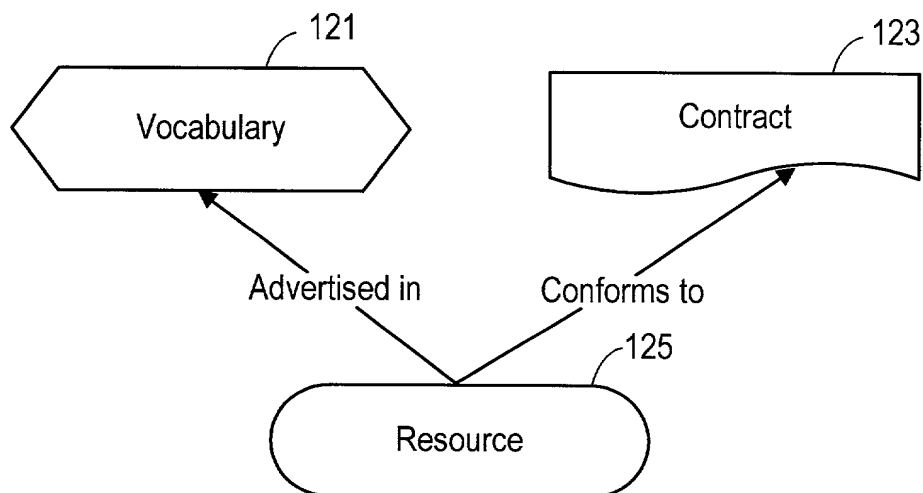 121
123
Vocabulary
Contract
Advertised in
Conforms to
125
Resource